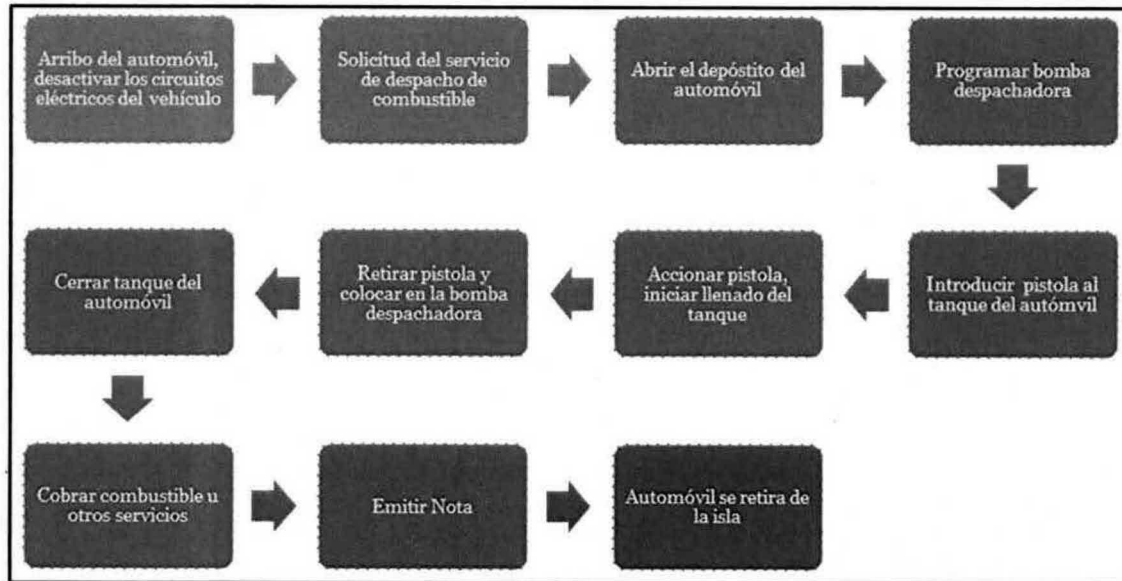 Arribo del automóvil,
desactivar los circuitos
eléctricos del vehículo
Solicitud del servicio
de despacho de
combustible
Abrir el depóstito del
automóvil
Programar bomba
despachadora
Introducir pistola al
tanque del autómvil
Accionar pistola,
iniciar llenado del
tanque
Retirar pistola y
colocar en la bomba
despachadora
Cerrar tanque del
automóvil
Cobrar combustible u
otros servicios
Emitir Nota
Automóvil se retira de
la isla